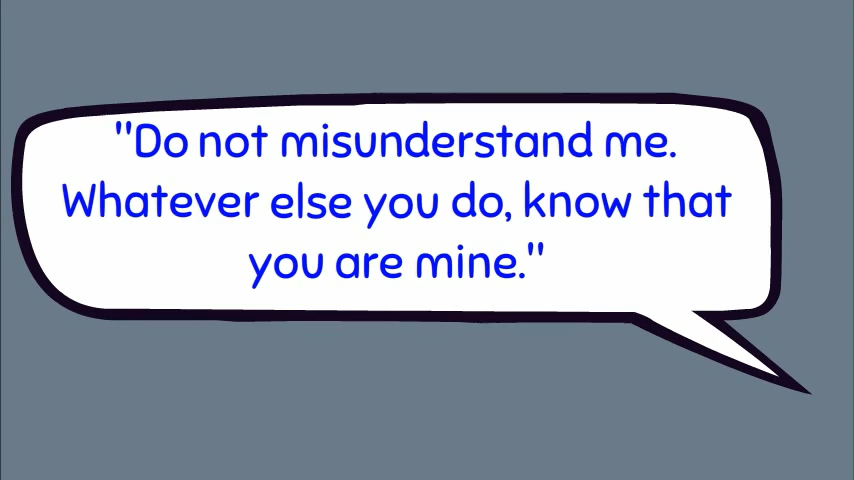 "Do not misunderstand me.
Whatever else you do, know that
you are mine."